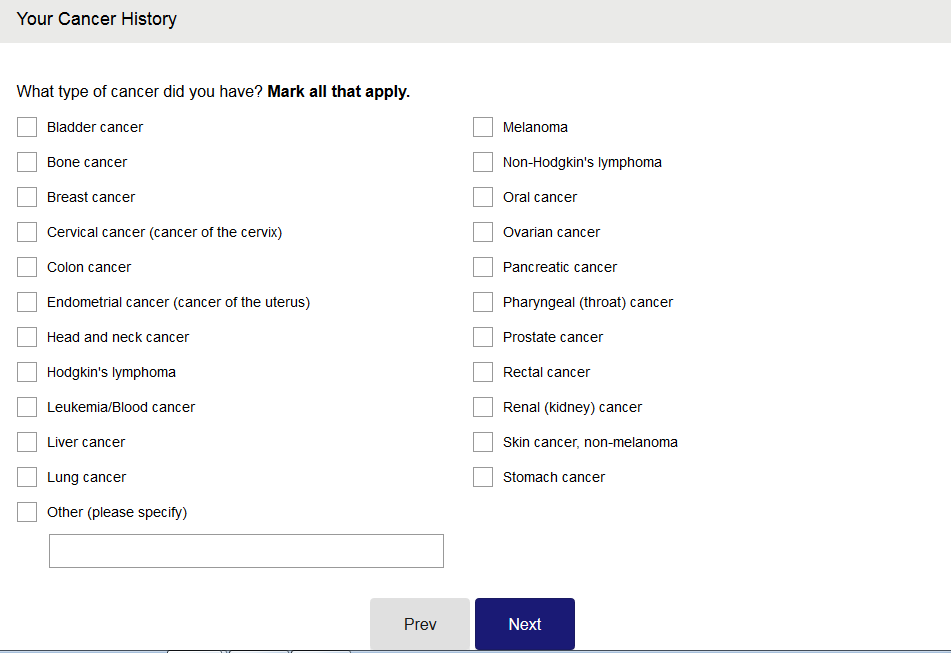 Your Cancer History
What type of cancer did you have? Mark all that apply.
Bladder cancer
Bone cancer
Breast cancer
Cervical cancer (cancer of the cervix)
Colon cancer
Endometrial cancer (cancer of the uterus)
Head and neck cancer
Hodgkin's lymphoma
Leukemia/Blood cancer
Liver cancer
Lung cancer
Other (please specify)
Melanoma
Non-Hodgkin's lymphoma
Oral cancer
Ovarian cancer
Pancreatic cancer
Pharyngeal (throat) cancer
Prostate cancer
Rectal cancer
Renal (kidney) cancer
Skin cancer, non-melanoma
Stomach cancer
Prev
Next